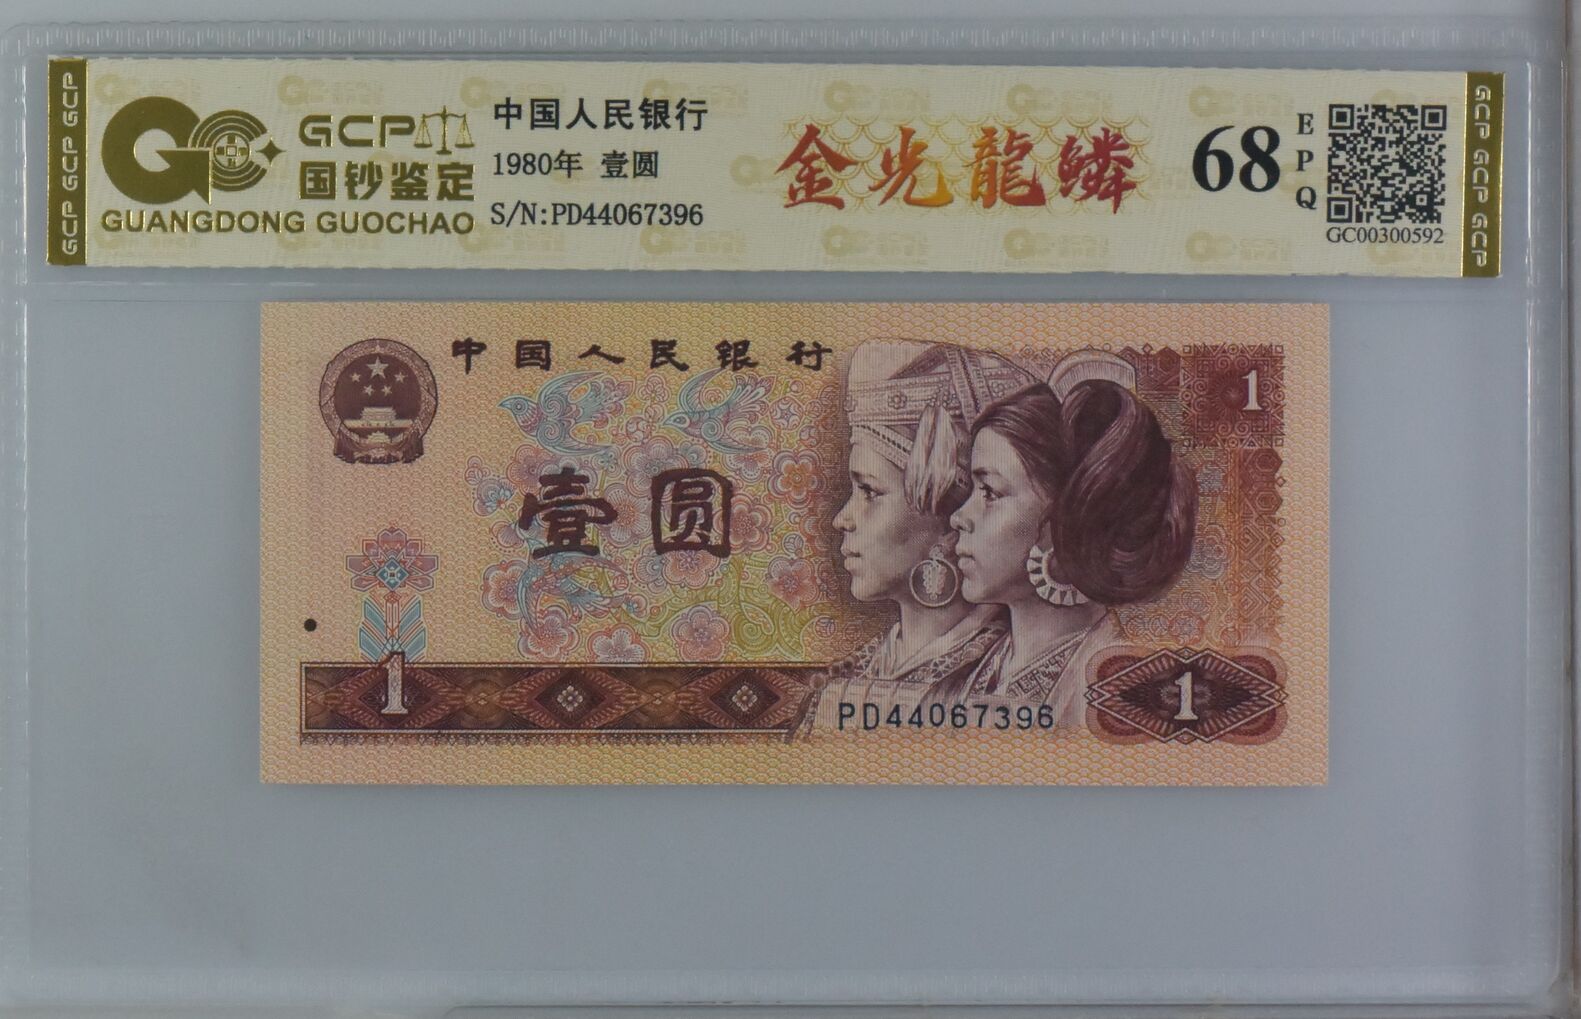 GCP GCP GCP
GCP
国钞鉴定
GUANGDONG GUOCHAO
中国人民银行
1980年 壹圆
S/N:PD44067396
金光龍鳞
68
EPQ
GC00300592
GCP GCP GCP
中国人民银行
1
壹圆
1
PD44067396
1